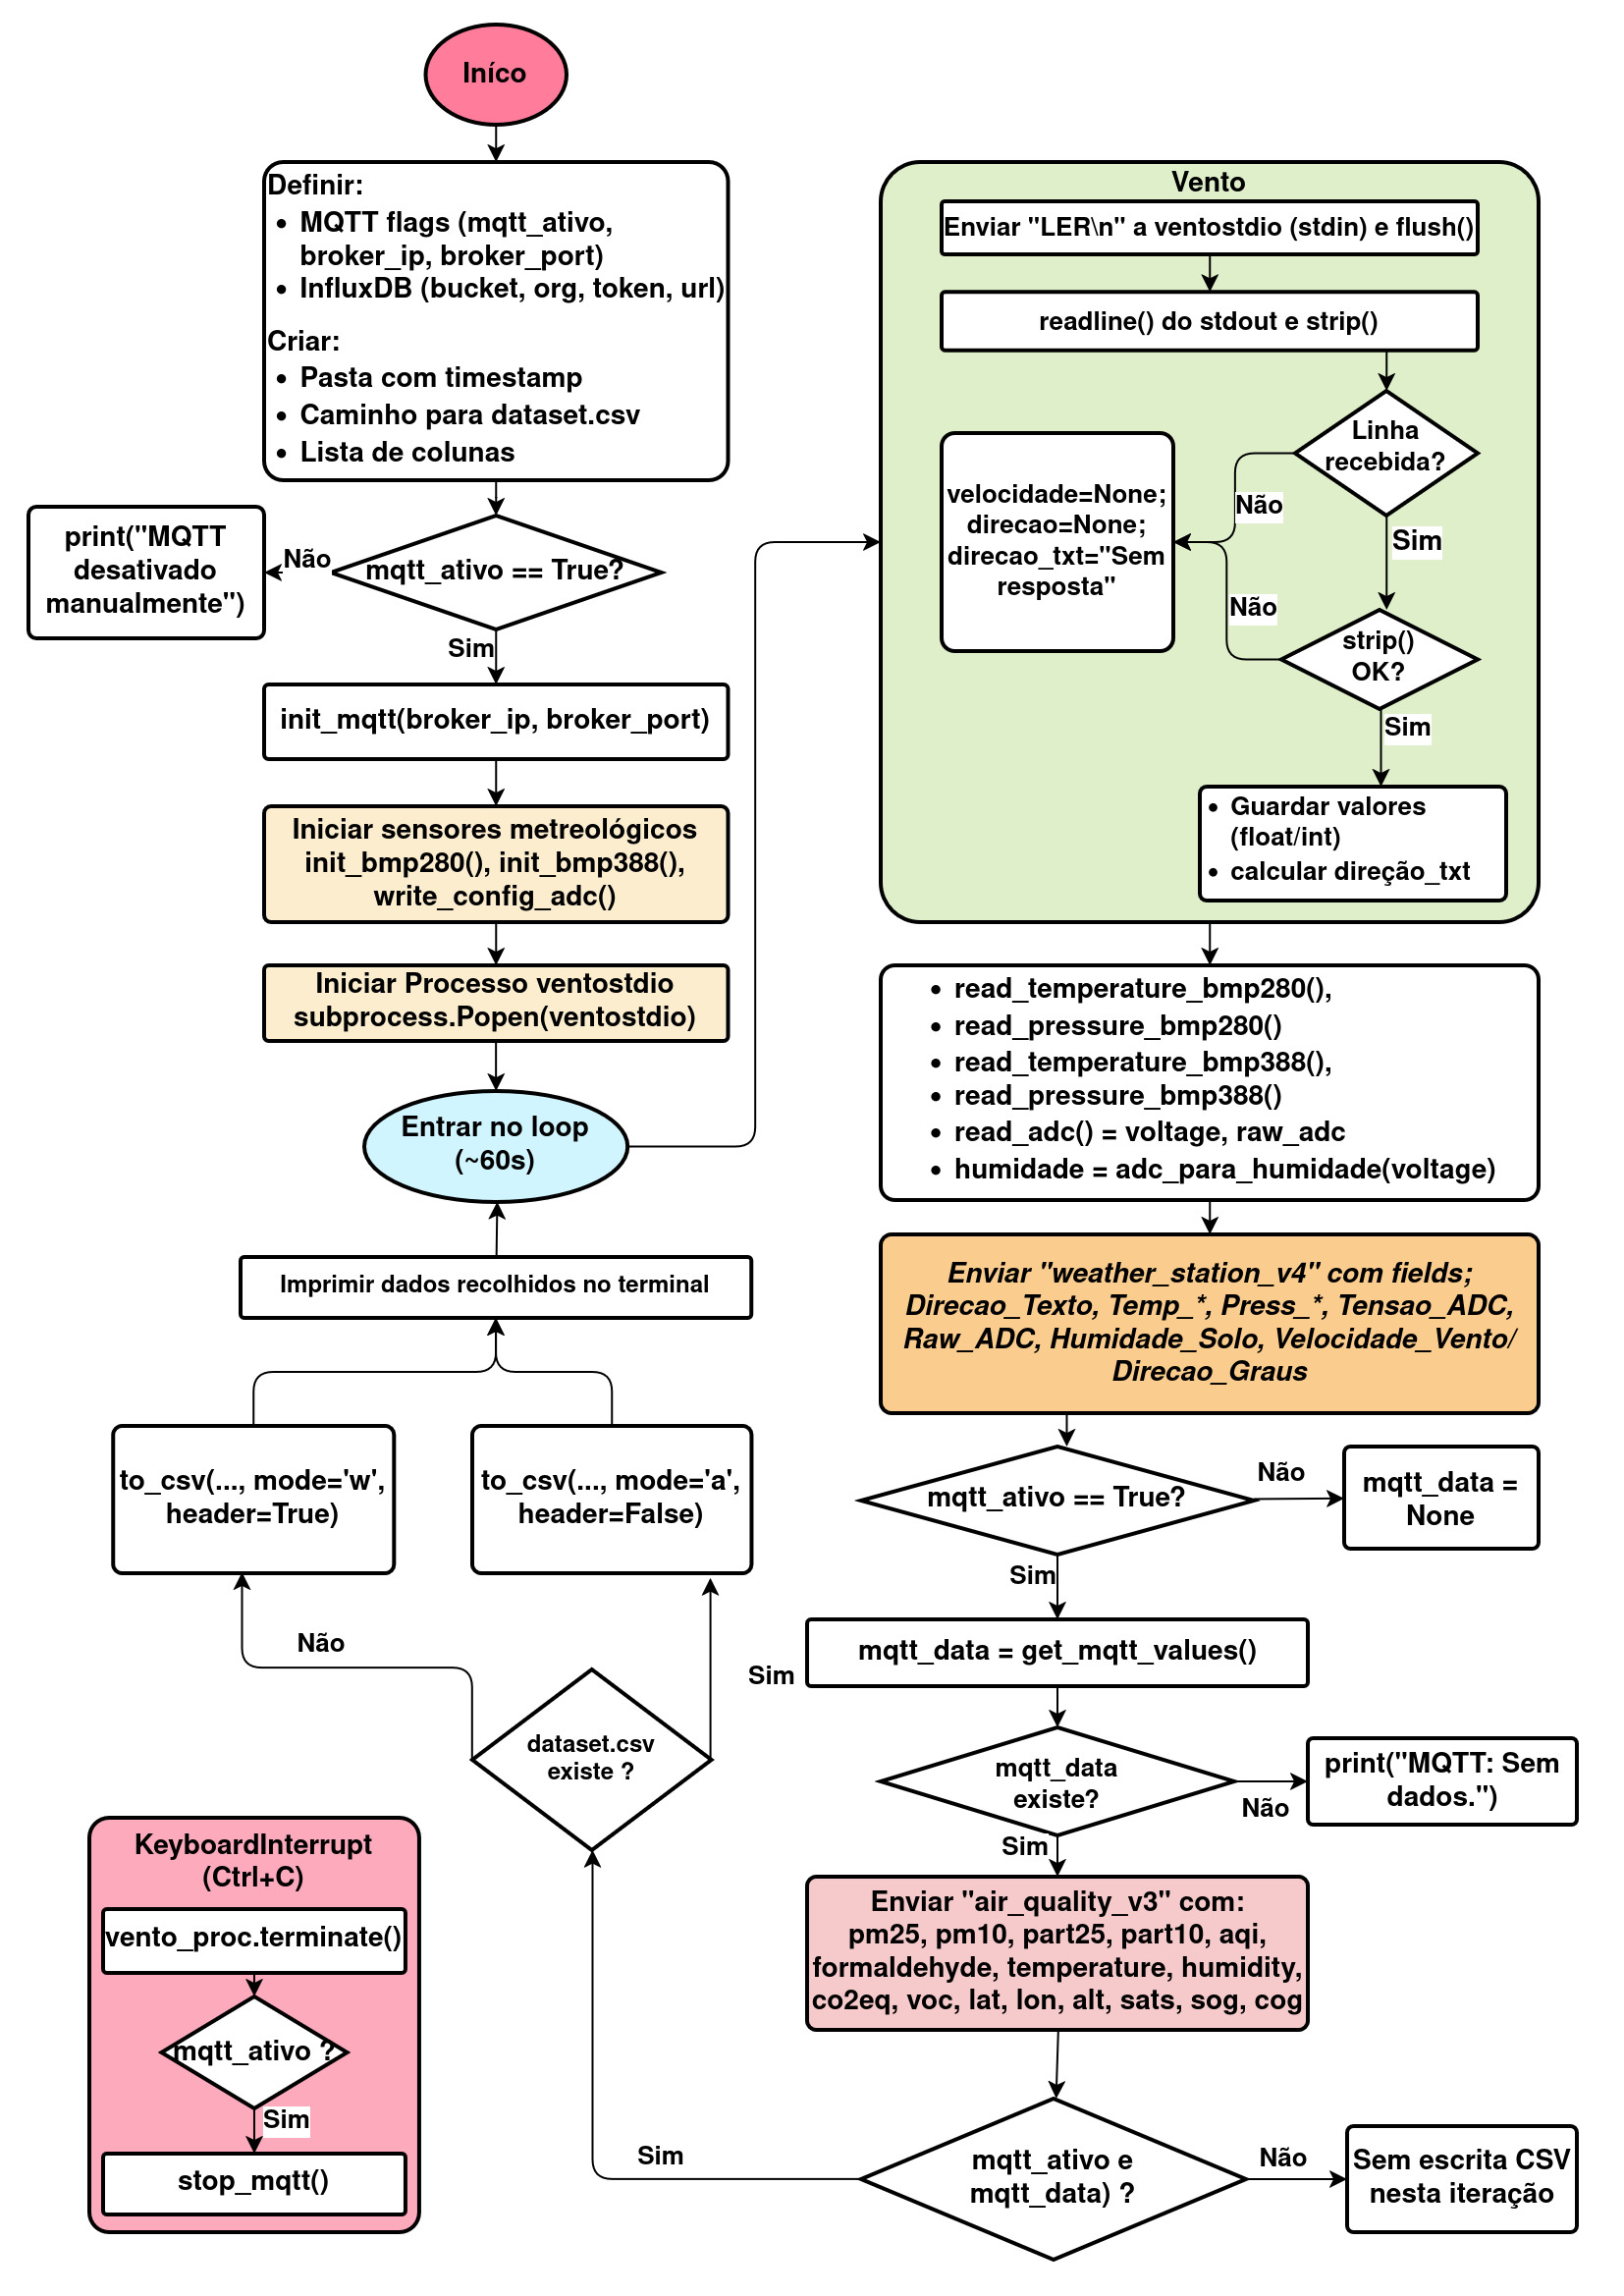 Iníco
Definir:
• MQTT flags (mqtt_ativo,
broker_ip, broker_port)
• InfluxDB (bucket, org, token, url)
Criar:
• Pasta com timestamp
• Caminho para dataset.csv
• Lista de colunas
mqtt_ativo == True?
Não
print("MQTT
desativado
manualmente")
Sim
init_mqtt(broker_ip, broker_port)
Iniciar sensores metreológicos
init_bmp280(), init_bmp388(),
write_config_adc()
Iniciar Processo ventostdio
subprocess.Popen(ventostdio)
Entrar no loop
(~60s)
Vento
Enviar "LER\n" a ventostdio (stdin) e flush()
readline() do stdout e strip()
Linha
recebida?
Não
velocidade=None;
direcao=None;
direcao_txt="Sem
resposta"
Sim
strip()
OK?
Não
Sim
• Guardar valores
(float/int)
• calcular direção_txt
• read_temperature_bmp280(),
• read_pressure_bmp280()
• read_temperature_bmp388(),
• read_pressure_bmp388()
• read_adc() = voltage, raw_adc
• humidade = adc_para_humidade(voltage)
Enviar "weather_station_v4" com fields;
Direcao_Texto, Temp_*, Press_*, Tensao_ADC,
Raw_ADC, Humidade_Solo, Velocidade_Vento/
Direcao_Graus
mqtt_ativo == True?
Não
mqtt_data =
None
Sim
mqtt_data = get_mqtt_values()
mqtt_data
existe?
Não
print("MQTT: Sem
dados.")
Sim
Enviar "air_quality_v3" com:
pm25, pm10, part25, part10, aqi,
formaldehyde, temperature, humidity,
co2eq, voc, lat, lon, alt, sats, sog, cog
mqtt_ativo e
mqtt_data) ?
Não
Sem escrita CSV
nesta iteração
Sim
dataset.csv
existe ?
Não
to_csv(..., mode='w',
header=True)
Sim
to_csv(..., mode='a',
header=False)
Imprimir dados recolhidos no terminal
KeyboardInterrupt
(Ctrl+C)
vento_proc.terminate()
mqtt_ativo ?
Sim
stop_mqtt()